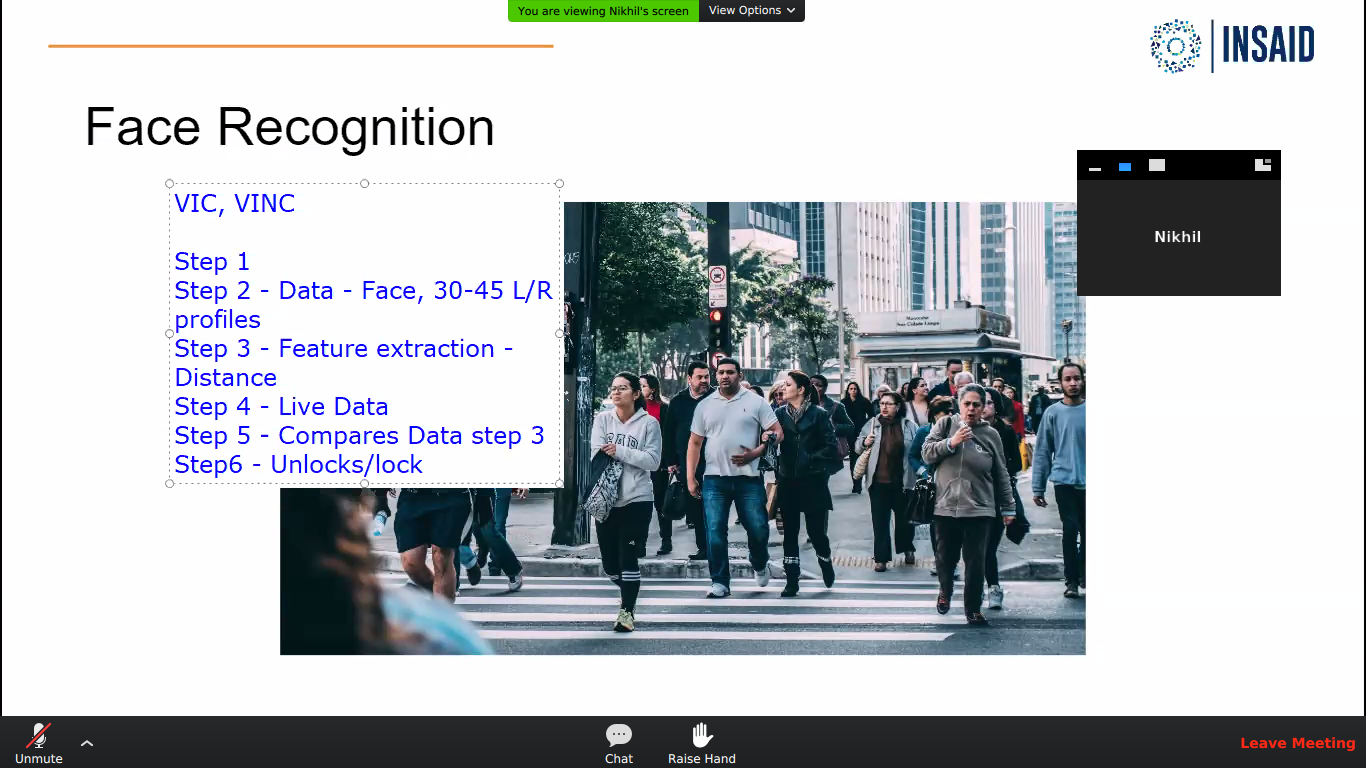 You are viewing Nikhil's screen
View Options
INSAID
Face Recognition
VIC, VINC
Step 1
Step 2 - Data - Face, 30-45 L/R
profiles
Step 3 - Feature extraction -
Distance
Step 4 - Live Data
Step 5 - Compares Data step 3
Step6 - Unlocks/lock
Nikhil
Unmute
Chat
Raise Hand
Leave Meeting